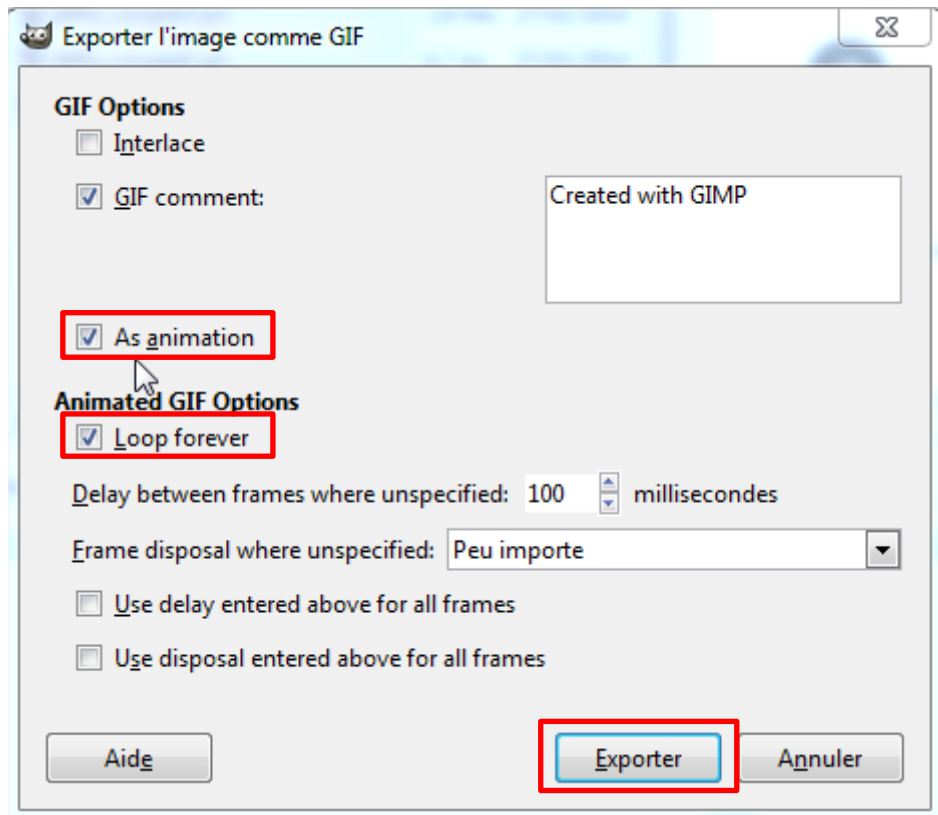 Exporter l'image comme GIF
GIF Options
Interlace
GIF comment:
Created with GIMP
As animation
Animated GIF Options
Loop forever
Delay between frames where unspecified: 100 millisecondes
Frame disposal where unspecified: Peu importe
Use delay entered above for all frames
Use disposal entered above for all frames
Aide Exporter Annuler